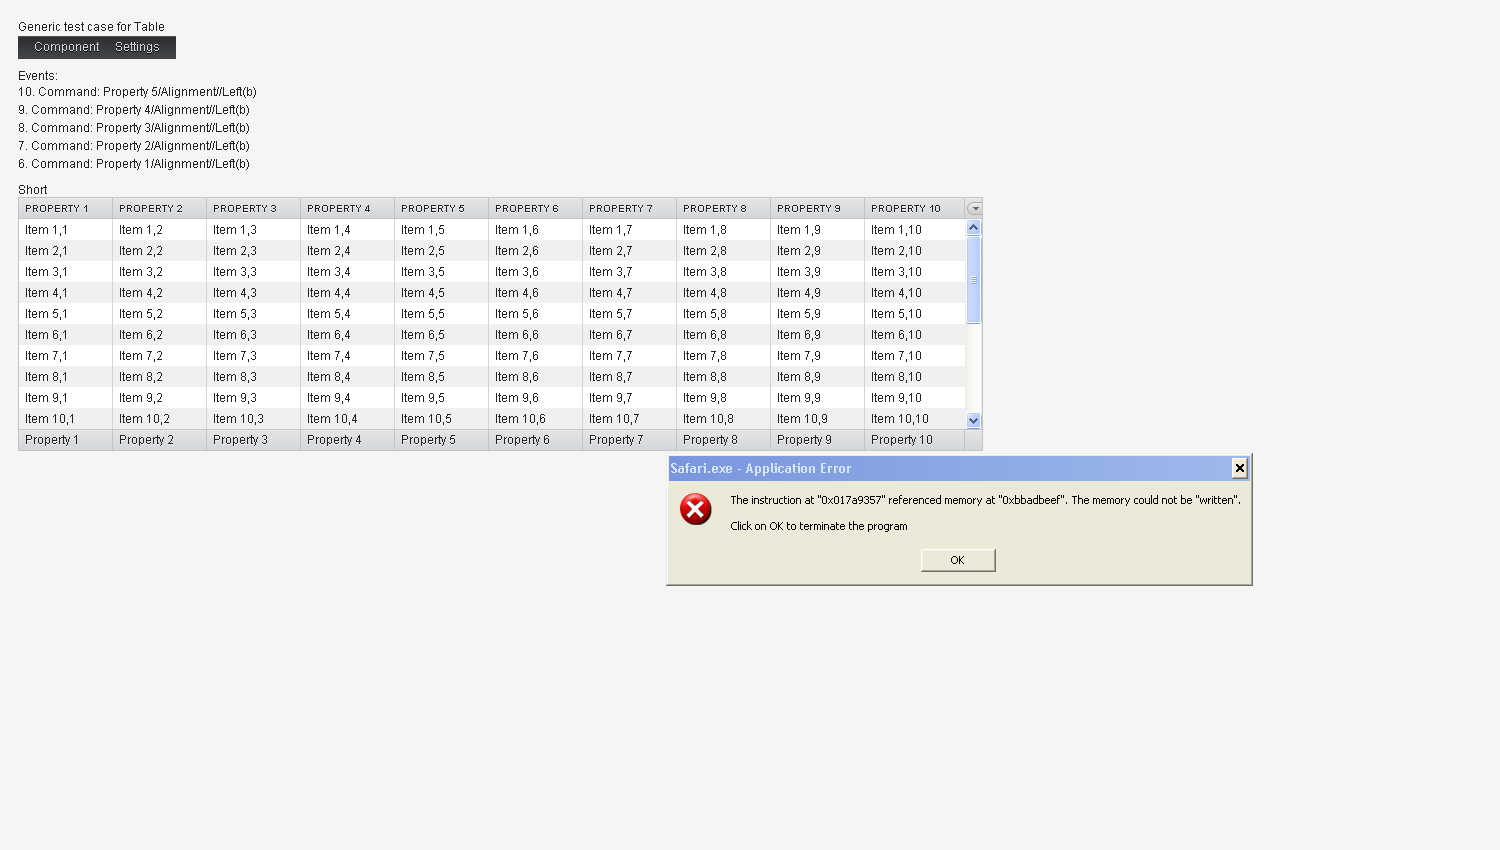 Generic test case for Table
Component Settings
Events:
10. Command: Property 5/Alignment//Left(b)
9. Command: Property 4/Alignment//Left(b)
8. Command: Property 3/Alignment//Left(b)
7. Command: Property 2/Alignment//Left(b)
6. Command: Property 1/Alignment//Left(b)
Short
PROPERTY 1 PROPERTY 2 PROPERTY 3 PROPERTY 4 PROPERTY 5 PROPERTY 6 PROPERTY 7 PROPERTY 8 PROPERTY 9 PROPERTY 10
Item 1,1 Item 1,2 Item 1,3 Item 1,4 Item 1,5 Item 1,6 Item 1,7 Item 1,8 Item 1,9 Item 1,10
Item 2,1 Item 2,2 Item 2,3 Item 2,4 Item 2,5 Item 2,6 Item 2,7 Item 2,8 Item 2,9 Item 2,10
Item 3,1 Item 3,2 Item 3,3 Item 3,4 Item 3,5 Item 3,6 Item 3,7 Item 3,8 Item 3,9 Item 3,10
Item 4,1 Item 4,2 Item 4,3 Item 4,4 Item 4,5 Item 4,6 Item 4,7 Item 4,8 Item 4,9 Item 4,10
Item 5,1 Item 5,2 Item 5,3 Item 5,4 Item 5,5 Item 5,6 Item 5,7 Item 5,8 Item 5,9 Item 5,10
Item 6,1 Item 6,2 Item 6,3 Item 6,4 Item 6,5 Item 6,6 Item 6,7 Item 6,8 Item 6,9 Item 6,10
Item 7,1 Item 7,2 Item 7,3 Item 7,4 Item 7,5 Item 7,6 Item 7,7 Item 7,8 Item 7,9 Item 7,10
Item 8,1 Item 8,2 Item 8,3 Item 8,4 Item 8,5 Item 8,6 Item 8,7 Item 8,8 Item 8,9 Item 8,10
Item 9,1 Item 9,2 Item 9,3 Item 9,4 Item 9,5 Item 9,6 Item 9,7 Item 9,8 Item 9,9 Item 9,10
Item 10,1 Item 10,2 Item 10,3 Item 10,4 Item 10,5 Item 10,6 Item 10,7 Item 10,8 Item 10,9 Item 10,10
Property 1 Property 2 Property 3 Property 4 Property 5 Property 6 Property 7 Property 8 Property 9 Property 10
Safari.exe - Application Error
The instruction at "0x017a9357" referenced memory at "0xbbadbeef". The memory could not be "written".
Click on OK to terminate the program
OK